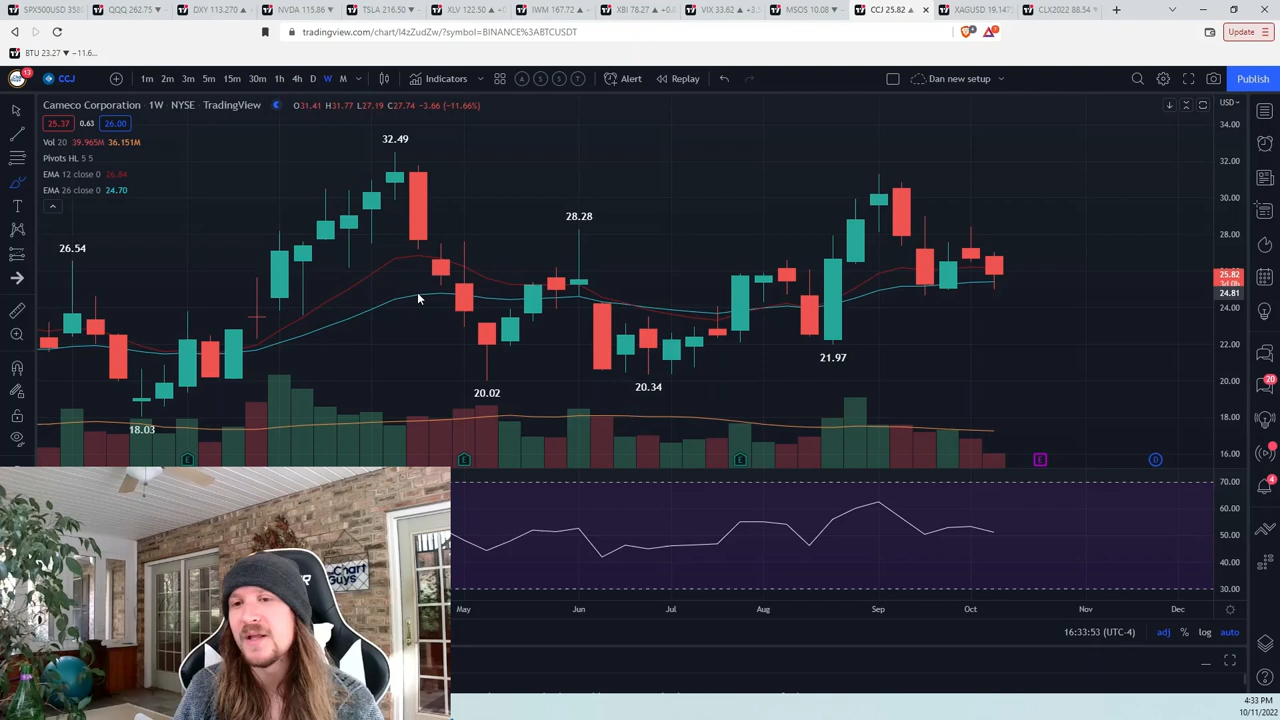 SPX500USD 358
QQQ 262.75
DXY 113.270
NVDA 115.86
TSLA 216.50
XLV 122.50
IWM 167.72
XBI 78.27
VIX 33.62
MSOS 10.08
CCJ 25.82
XAGUSD 19.147
CLX2022 88.54
tradingview.com/chart/I4zZudZw/?symbol=BINANCE%3ABTCUSDT
Update
BTU 23.27 ▼ −11.6...
13 CCJ 1m 2m 3m 5m 15m 30m 1h 4h D W M Indicators Alert Replay Dan new setup Publish
Cameco Corporation · 1W · NYSE · TradingView O31.41 H31.77 L27.19 C27.74 −3.66 (−11.66%)
USD
25.37 0.63 26.00
Vol 20 39.965M 36.151M
Pivots HL 5 5
EMA 12 close 0 26.84
EMA 26 close 0 24.70
34.00
32.00
30.00
28.00
25.82
24.81
24.00
22.00
20.00
18.00
16.00
32.49
28.28
26.54
21.97
20.34
20.02
18.03
E E E E D
20
4
70.00
60.00
50.00
40.00
30.00
May Jun Jul Aug Sep Oct Nov Dec
16:33:53 (UTC-4) adj % log auto
Chart
Guys
4:33 PM
10/11/2022